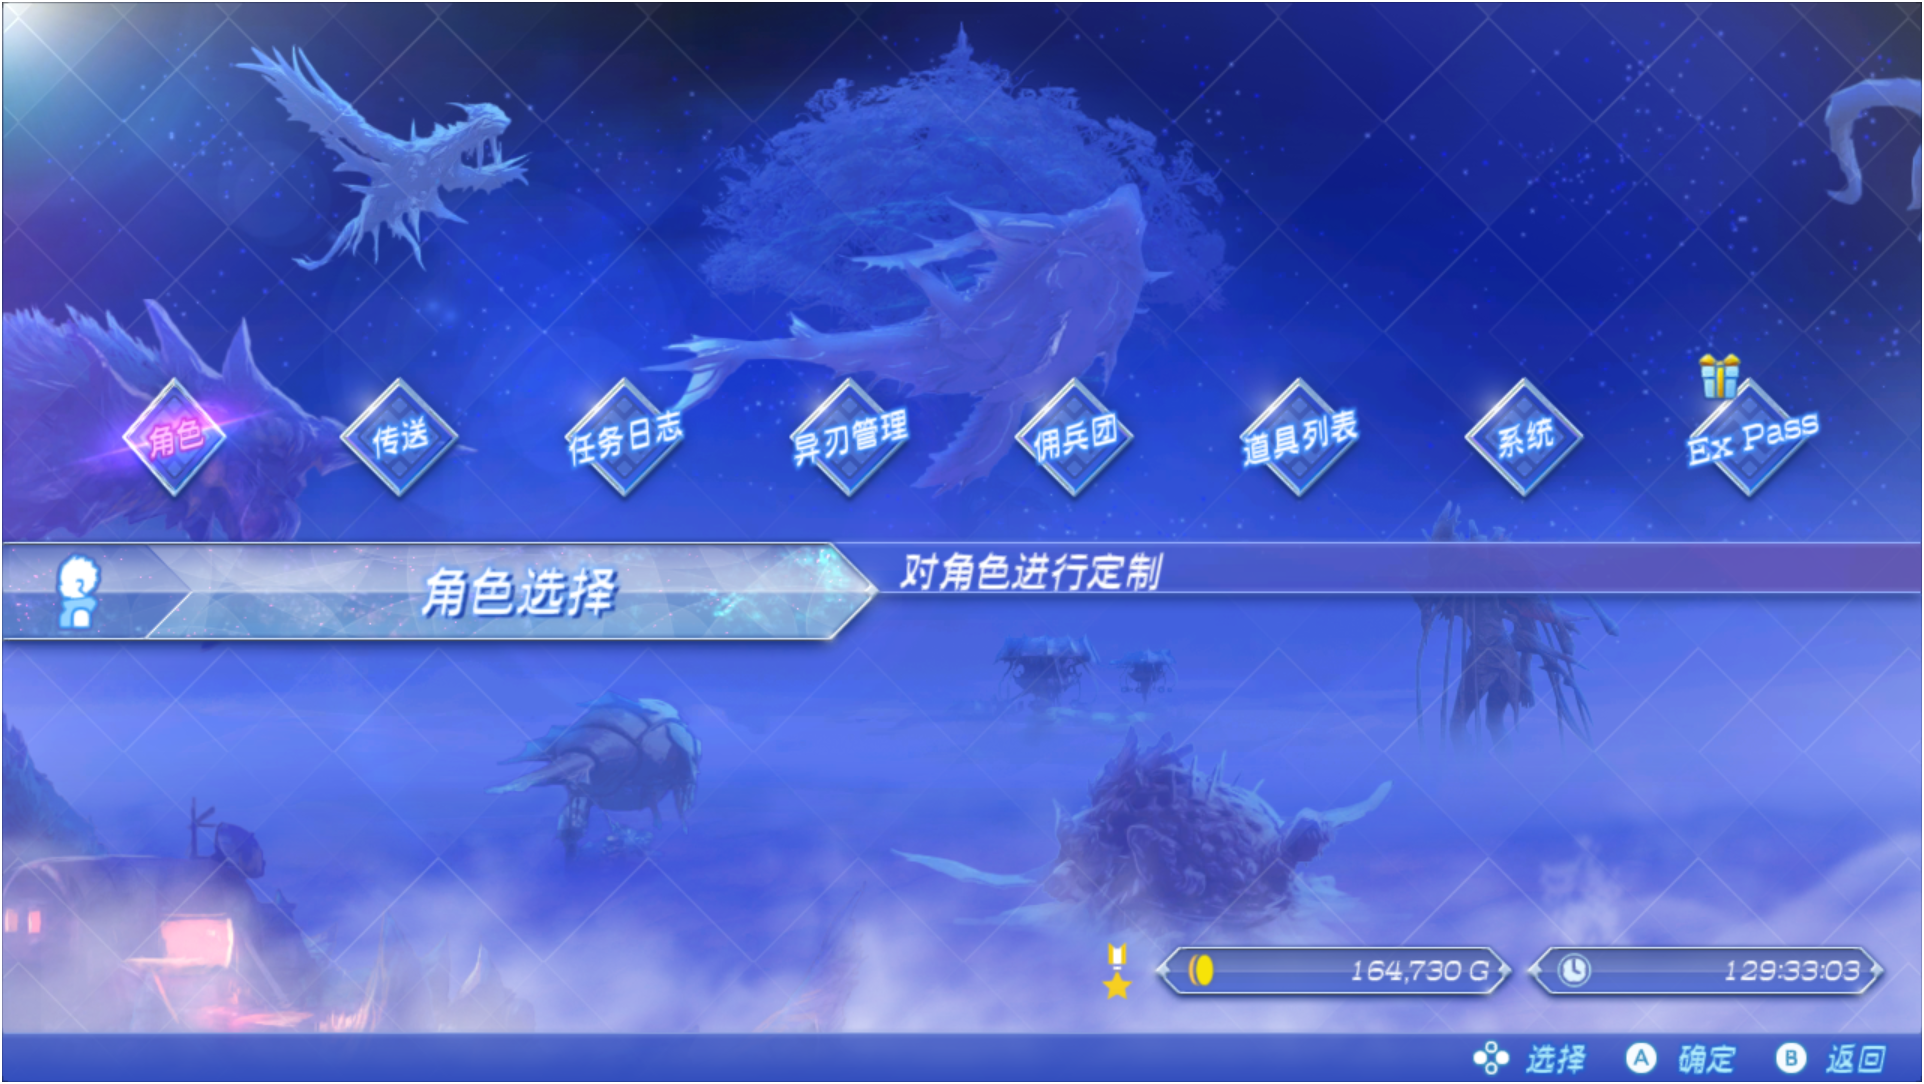 角色
传送
任务日志
异刃管理
佣兵团
道具列表
系统
Ex Pass
角色选择
对角色进行定制
164,730 G
129:33:03
选择
A 确定
B 返回